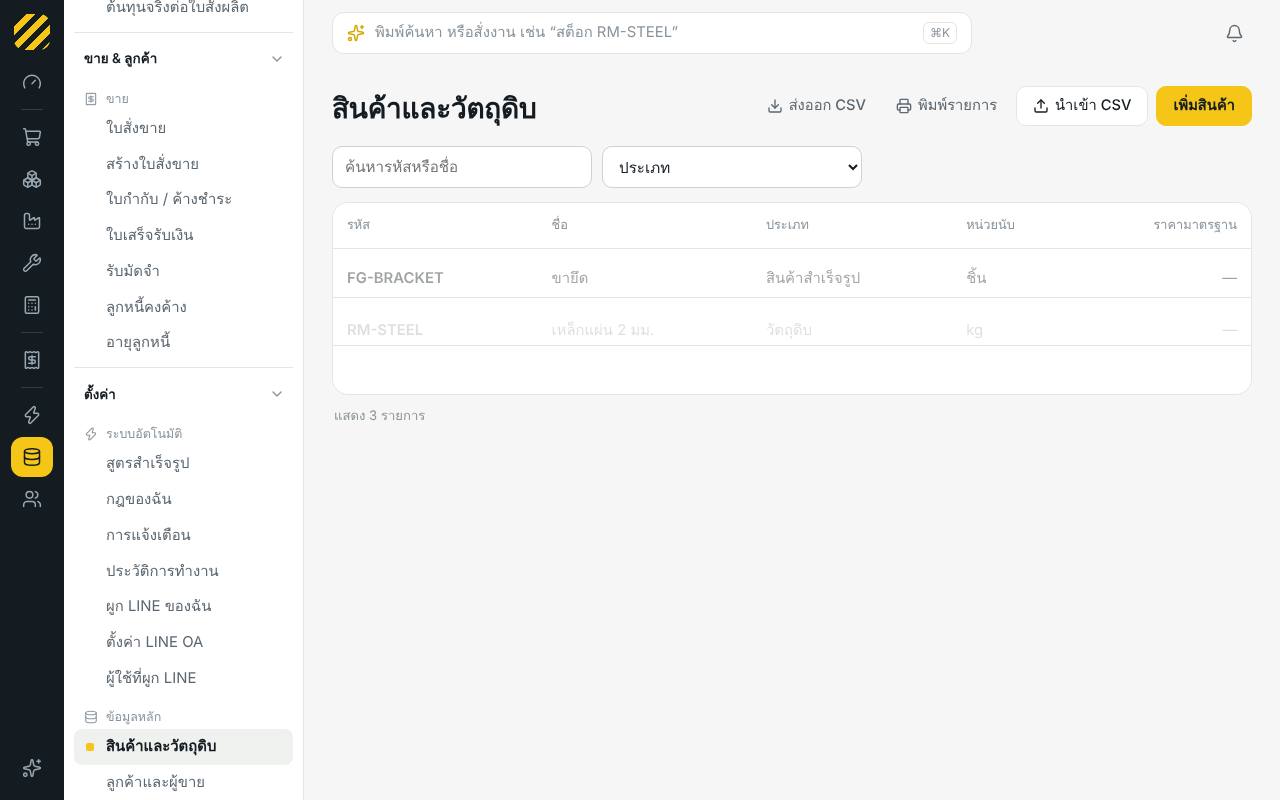 ต้นทุนจริงต่อใบสั่งผลิต
ขาย & ลูกค้า
ขาย
ใบสั่งขาย
สร้างใบสั่งขาย
ใบกำกับ / ค้างชำระ
ใบเสร็จรับเงิน
รับมัดจำ
ลูกหนี้คงค้าง
อายุลูกหนี้
ตั้งค่า
ระบบอัตโนมัติ
สูตรสำเร็จรูป
กฎของฉัน
การแจ้งเตือน
ประวัติการทำงาน
ผูก LINE ของฉัน
ตั้งค่า LINE OA
ผู้ใช้ที่ผูก LINE
ข้อมูลหลัก
สินค้าและวัตถุดิบ
ลูกค้าและผู้ขาย
พิมพ์ค้นหา หรือสั่งงาน เช่น “สต็อก RM-STEEL” ⌘K
สินค้าและวัตถุดิบ ส่งออก CSV พิมพ์รายการ นำเข้า CSV เพิ่มสินค้า
ค้นหารหัสหรือชื่อ ประเภท
รหัส ชื่อ ประเภท หน่วยนับ ราคามาตรฐาน
FG-BRACKET ขายึด สินค้าสำเร็จรูป ชิ้น —
RM-STEEL เหล็กแผ่น 2 มม. วัตถุดิบ kg —
แสดง 3 รายการ